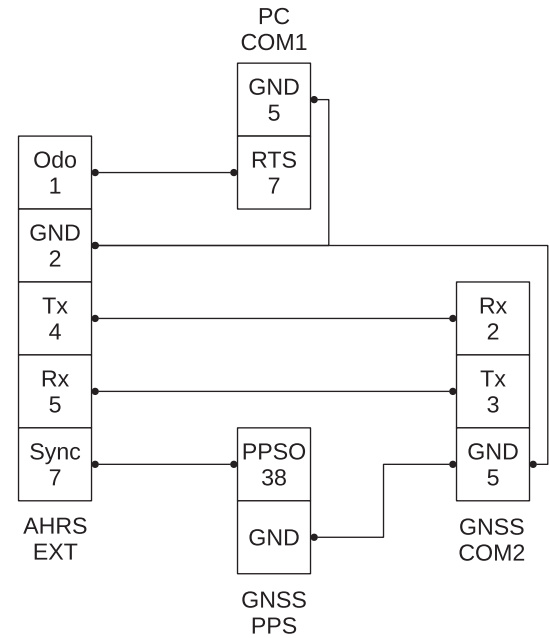 PC
COM1
GND
5
RTS
7
Odo
1
GND
2
Tx
4
Rx
5
Sync
7
AHRS
EXT
PPSO
38
GND
GNSS
PPS
Rx
2
Tx
3
GND
5
GNSS
COM2